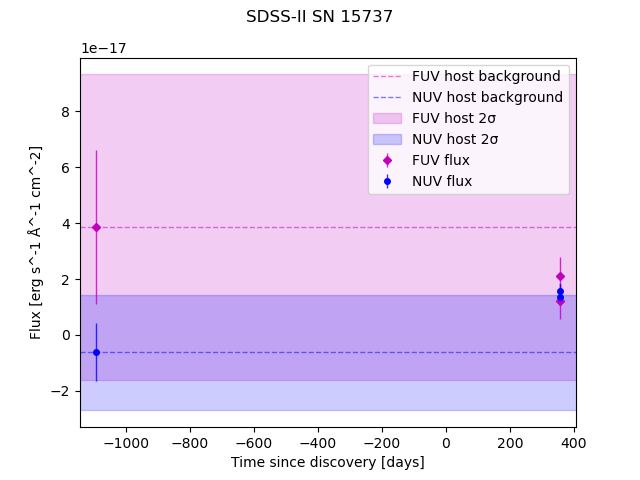 SDSS-II SN 15737
1e−17
FUV host background
NUV host background
FUV host 2σ
NUV host 2σ
FUV flux
NUV flux
8
6
4
2
0
−2
Flux [erg s^-1 Å^-1 cm^-2]
−1000 −800 −600 −400 −200 0 200 400
Time since discovery [days]